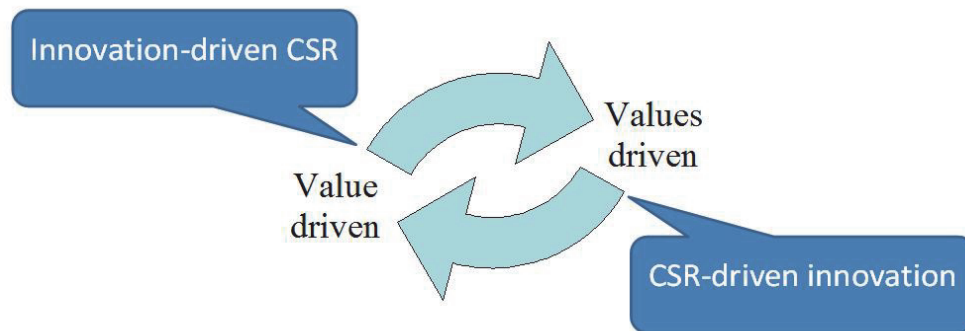 Innovation-driven CSR
Values
driven
Value
driven
CSR-driven innovation